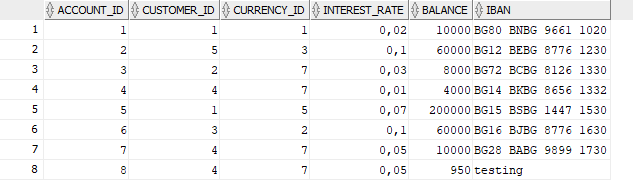 ACCOUNT_ID CUSTOMER_ID CURRENCY_ID INTEREST_RATE BALANCE IBAN
1 1 1 1 0,02 10000 BG80 BNBG 9661 1020
2 2 5 3 0,1 60000 BG12 BEBG 8776 1230
3 3 2 7 0,03 8000 BG72 BCBG 8126 1330
4 4 4 7 0,01 4000 BG14 BKBG 8656 1332
5 5 1 5 0,07 200000 BG15 BSBG 1447 1530
6 6 3 2 0,1 60000 BG16 BJBG 8776 1630
7 7 4 7 0,05 10000 BG28 BABG 9899 1730
8 8 4 7 0,05 950 testing